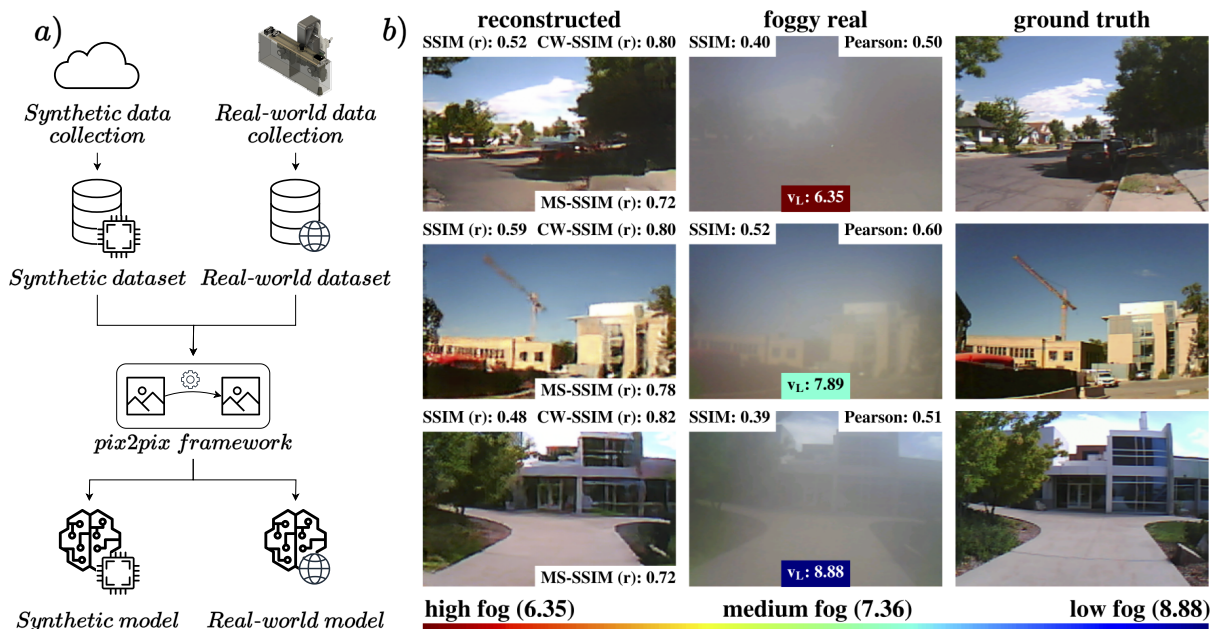 a)
Synthetic data
collection
Real-world data
collection
Synthetic dataset
Real-world dataset
pix2pix framework
Synthetic model
Real-world model
b)
reconstructed
foggy real
ground truth
SSIM (r): 0.52 CW-SSIM (r): 0.80
SSIM: 0.40
Pearson: 0.50
MS-SSIM (r): 0.72
vL: 6.35
SSIM (r): 0.59 CW-SSIM (r): 0.80
SSIM: 0.52
Pearson: 0.60
MS-SSIM (r): 0.78
vL: 7.89
SSIM (r): 0.48 CW-SSIM (r): 0.82
SSIM: 0.39
Pearson: 0.51
MS-SSIM (r): 0.72
vL: 8.88
high fog (6.35)
medium fog (7.36)
low fog (8.88)